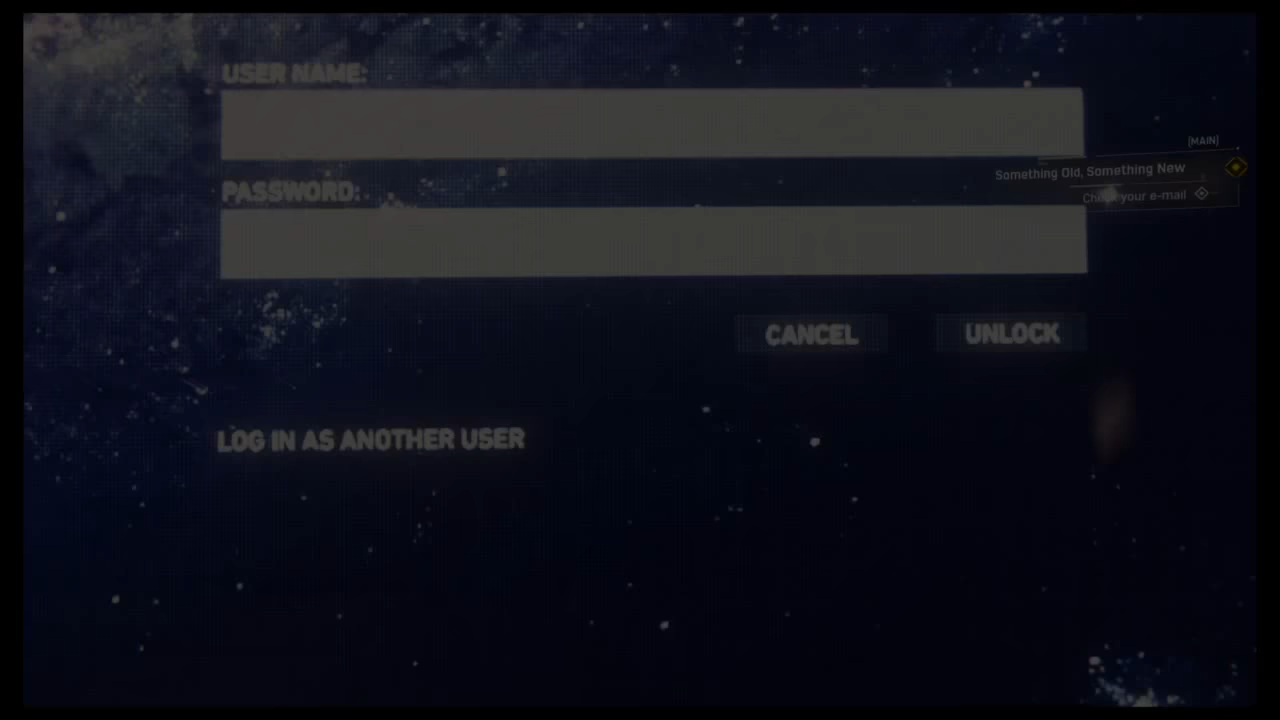 USER NAME:
[MAIN]
Something Old, Something New
PASSWORD:
Check your e-mail
CANCEL
UNLOCK
LOG IN AS ANOTHER USER